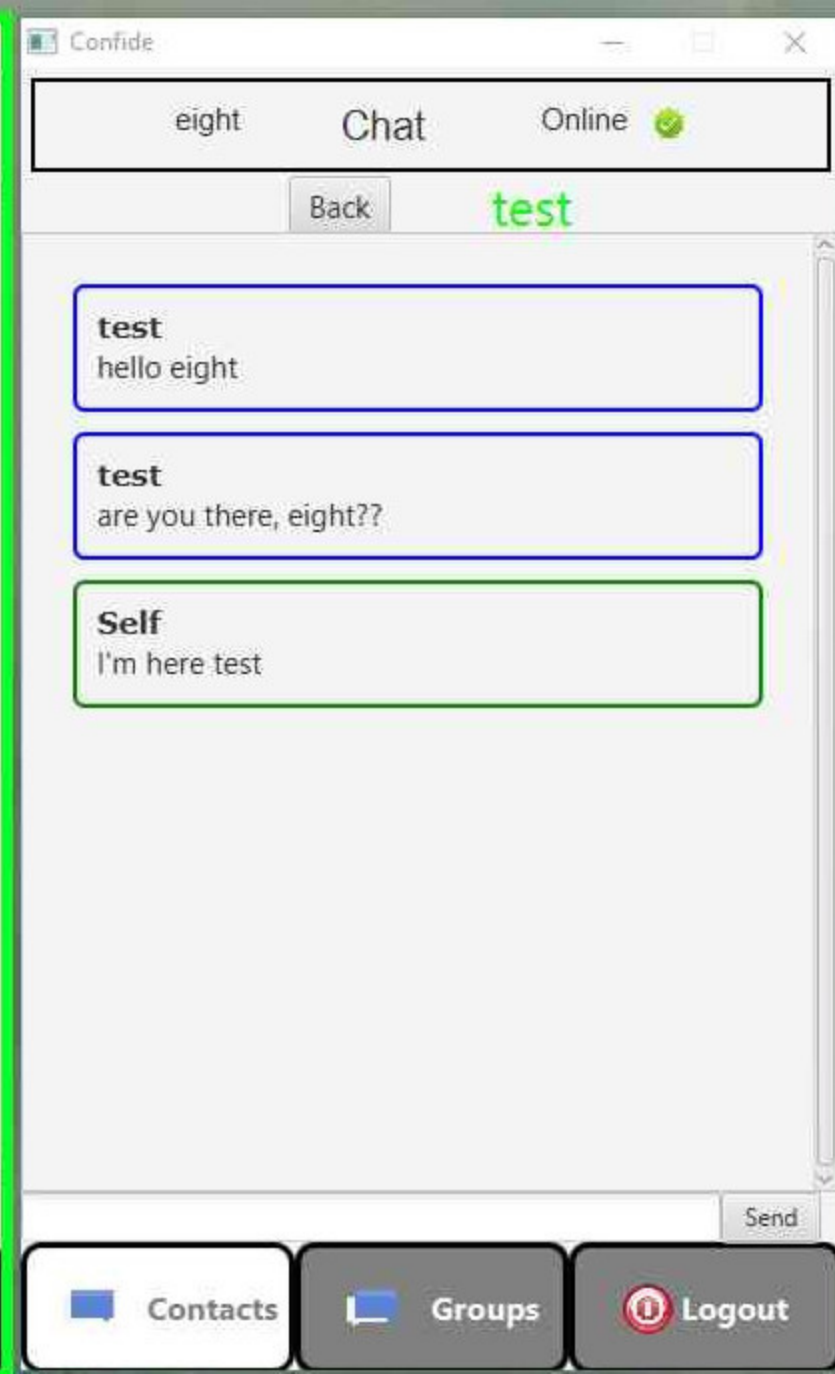 Confide
eight Chat Online
Back test
test
hello eight
test
are you there, eight??
Self
I'm here test
Send
Contacts Groups Logout